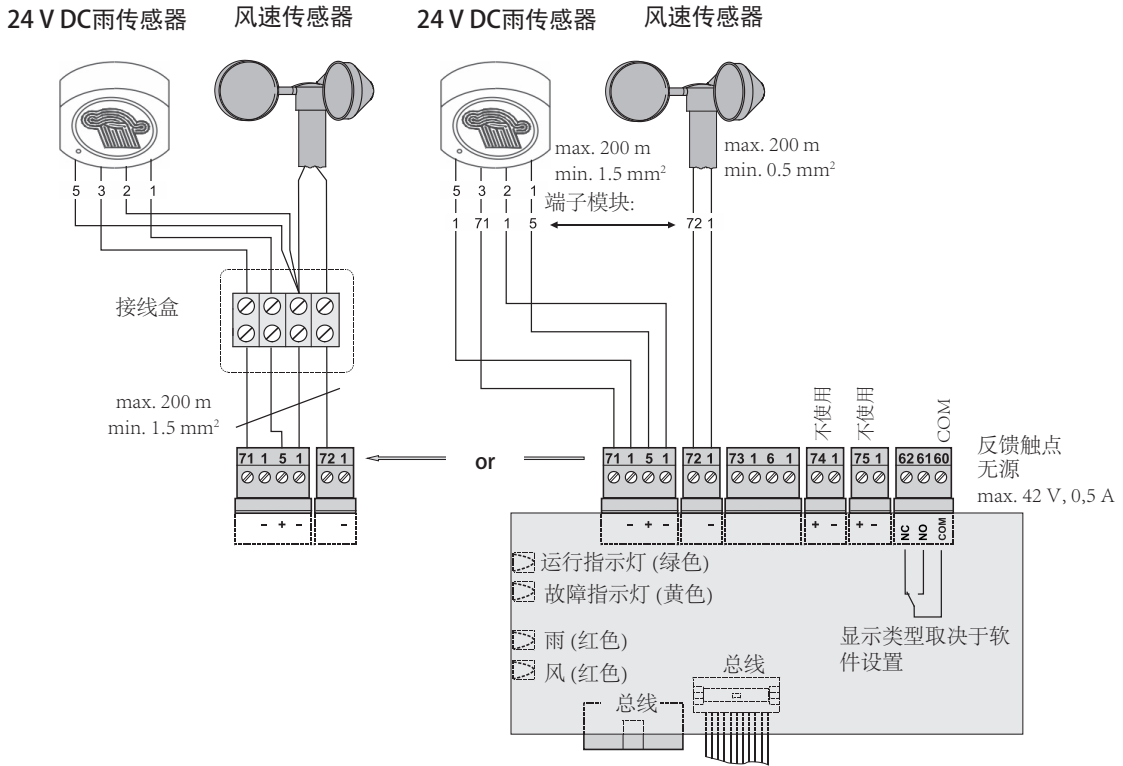 24 V DC雨传感器
风速传感器
24 V DC雨传感器
风速传感器
5 3 2 1
max. 200 m
min. 1.5 mm²
max. 200 m
min. 0.5 mm²
5 3 2 1
端子模块:
1 71 1 5
72 1
接线盒
max. 200 m
min. 1.5 mm²
不使用
不使用
COM
71 1 5 1
72 1
or
71 1 5 1
72 1
73 1 6 1
74 1
75 1
62 61 60
反馈触点
无源
max. 42 V, 0,5 A
- + -
-
- + -
-
+ -
+ -
NC
NO
COM
运行指示灯 (绿色)
故障指示灯 (黄色)
雨 (红色)
风 (红色)
显示类型取决于软
件设置
总线
总线